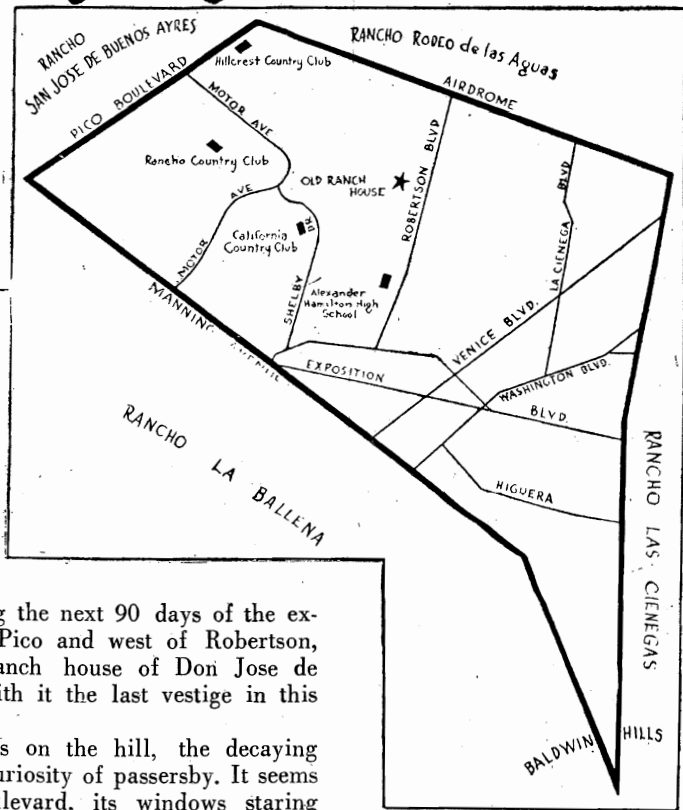 RANCHO
SAN JOSE DE BUENOS AYRES
RANCHO RODEO de las Aguas
Hillcrest Country Club
PICO BOULEVARD
MOTOR AVE
AIRDROME
Rancho Country Club
OLD RANCH
HOUSE
ROBERTSON BLVD
LA CIENEGA BLVD
MOTOR AVE
California
Country Club
SHELBY DR
Alexander
Hamilton High
School
MANNING AVENUE
VENICE BLVD.
EXPOSITION BLVD.
WASHINGTON BLVD.
HIGUERA
RANCHO LA BALLENA
RANCHO LAS CIENEGAS
BALDWIN HILLS
g the next 90 days of the ex-
Pico and west of Robertson,
anch house of Don Jose de
ith it the last vestige in this
s on the hill, the decaying
uriosity of passersby. It seems
levard, its windows staring